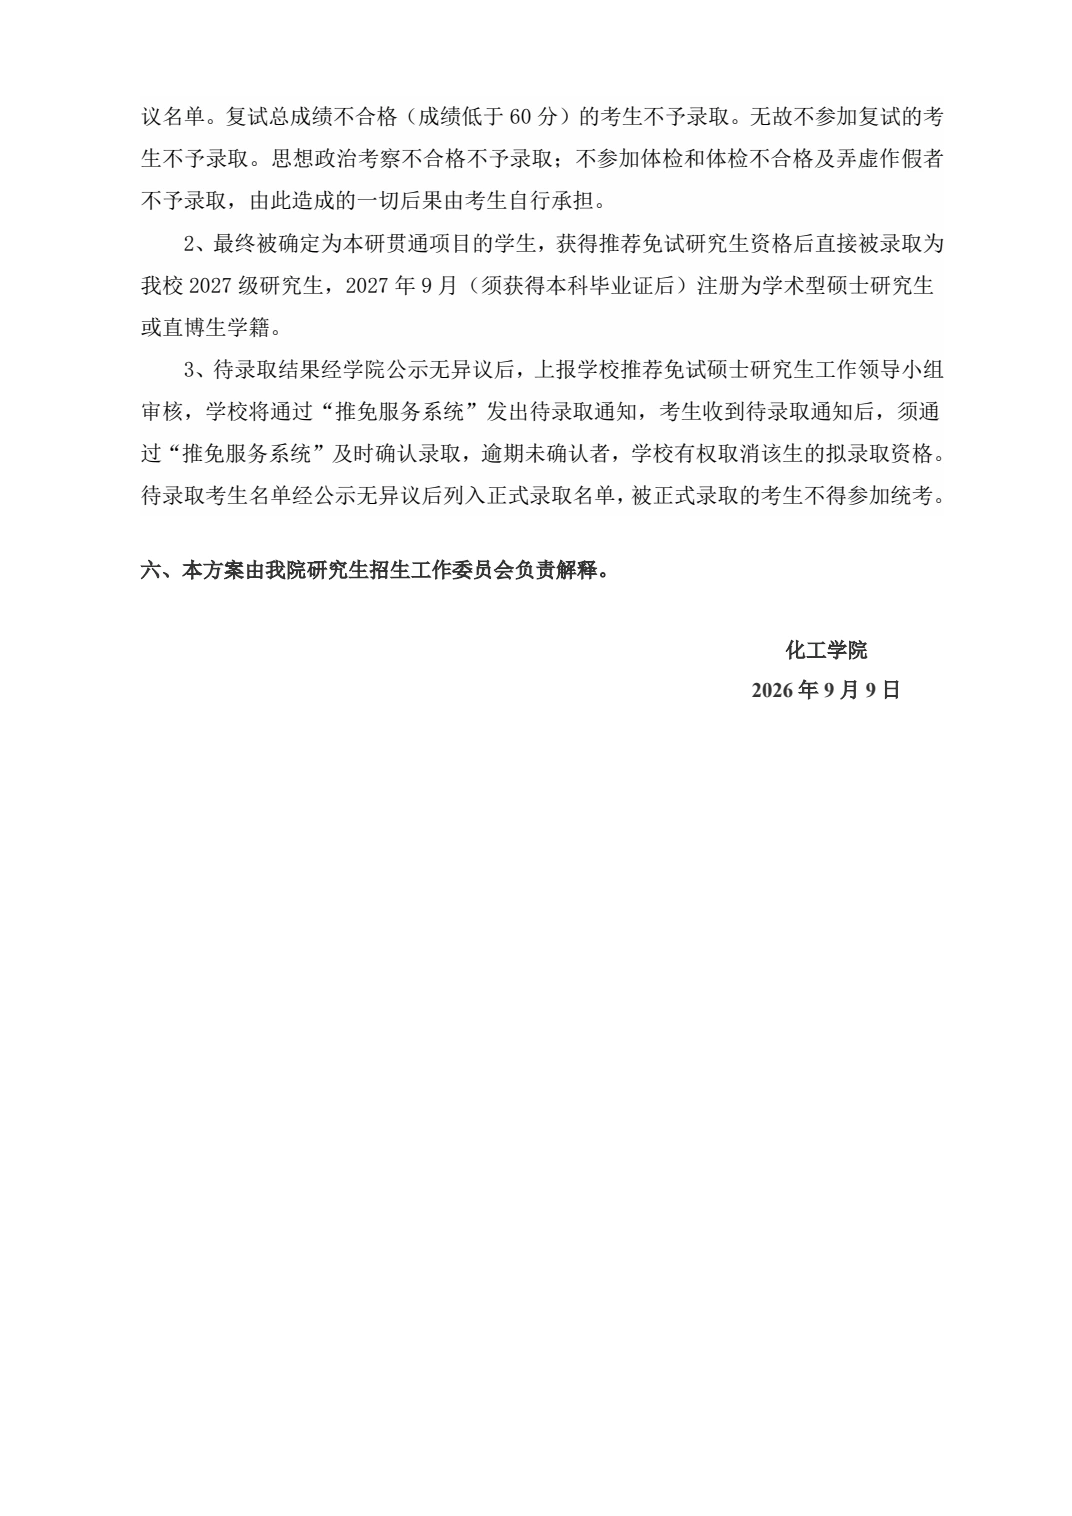 议名单。复试总成绩不合格（成绩低于 60 分）的考生不予录取。无故不参加复试的考
生不予录取。思想政治考察不合格不予录取；不参加体检和体检不合格及弄虚作假者
不予录取，由此造成的一切后果由考生自行承担。
2、最终被确定为本研贯通项目的学生，获得推荐免试研究生资格后直接被录取为
我校 2027 级研究生，2027 年 9 月（须获得本科毕业证后）注册为学术型硕士研究生
或直博生学籍。
3、待录取结果经学院公示无异议后，上报学校推荐免试硕士研究生工作领导小组
审核，学校将通过“推免服务系统”发出待录取通知，考生收到待录取通知后，须通
过“推免服务系统”及时确认录取，逾期未确认者，学校有权取消该生的拟录取资格。
待录取考生名单经公示无异议后列入正式录取名单，被正式录取的考生不得参加统考。
六、本方案由我院研究生招生工作委员会负责解释。
化工学院
2026 年 9 月 9 日